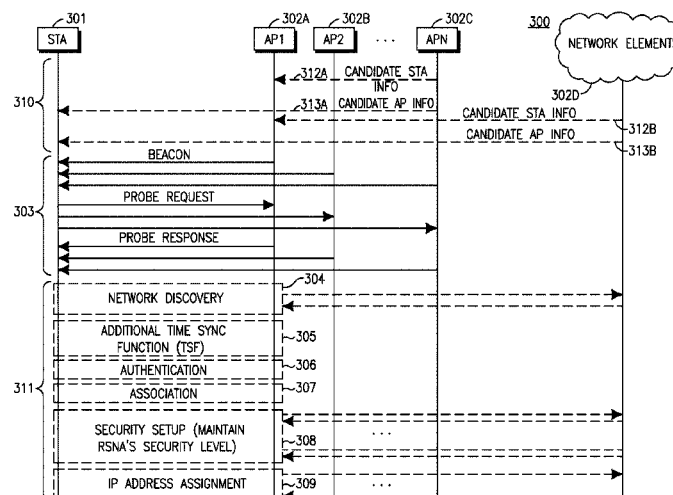 301 302A 302B 302C 300
STA AP1 AP2 ... APN NETWORK ELEMENTS
302D
312A CANDIDATE STA
INFO
313A CANDIDATE AP INFO
CANDIDATE STA INFO
312B
310
CANDIDATE AP INFO
313B
BEACON
303
PROBE REQUEST
PROBE RESPONSE
304
NETWORK DISCOVERY
ADDITIONAL TIME SYNC
FUNCTION (TSF)
305
AUTHENTICATION
306
311
ASSOCIATION
307
SECURITY SETUP (MAINTAIN
RSNA'S SECURITY LEVEL)
308
...
IP ADDRESS ASSIGNMENT
309
...